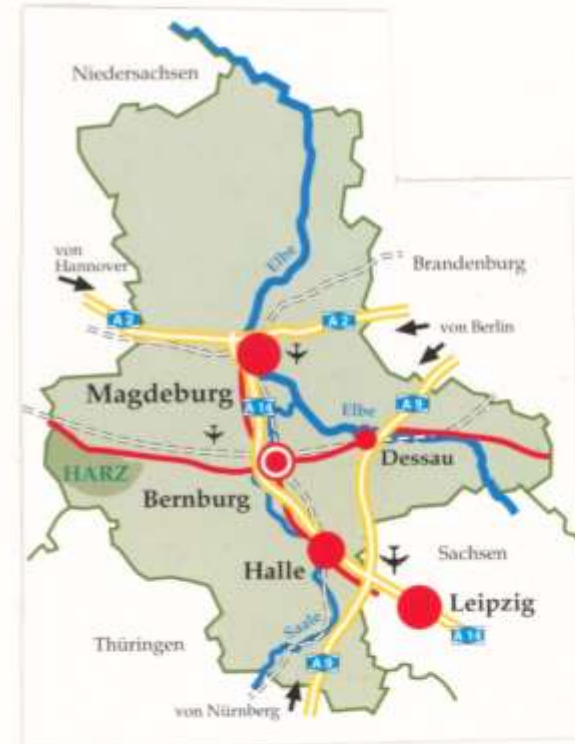 Niedersachsen
von
Hannover
Elbe
Brandenburg
A 2
A 2
von Berlin
Magdeburg
A 14
Elbe
A 9
HARZ
Dessau
Bernburg
Halle
Sachsen
Leipzig
Saale
Thüringen
A 14
A 9
von Nürnberg